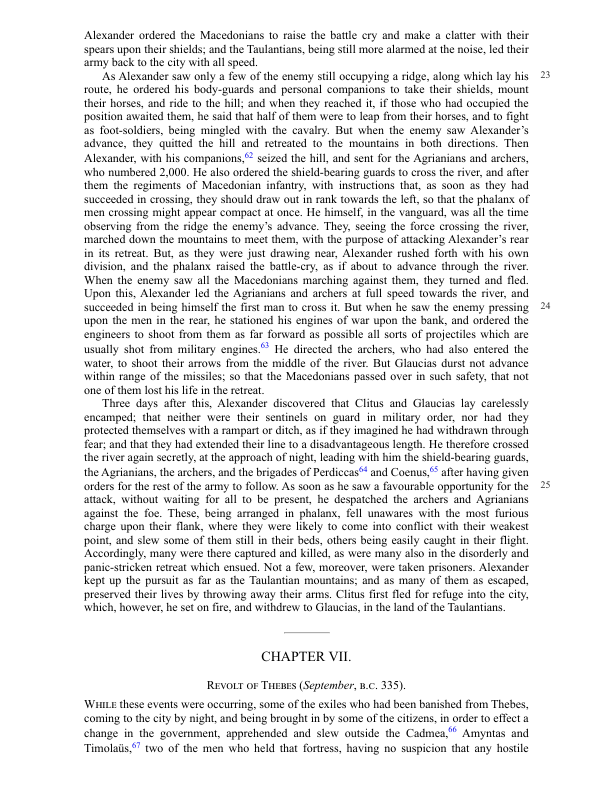 Alexander ordered the Macedonians to raise the battle cry and make a clatter with their
spears upon their shields; and the Taulantians, being still more alarmed at the noise, led their
army back to the city with all speed.
As Alexander saw only a few of the enemy still occupying a ridge, along which lay his 23
route, he ordered his body-guards and personal companions to take their shields, mount
their horses, and ride to the hill; and when they reached it, if those who had occupied the
position awaited them, he said that half of them were to leap from their horses, and to fight
as foot-soldiers, being mingled with the cavalry. But when the enemy saw Alexander’s
advance, they quitted the hill and retreated to the mountains in both directions. Then
Alexander, with his companions,62 seized the hill, and sent for the Agrianians and archers,
who numbered 2,000. He also ordered the shield-bearing guards to cross the river, and after
them the regiments of Macedonian infantry, with instructions that, as soon as they had
succeeded in crossing, they should draw out in rank towards the left, so that the phalanx of
men crossing might appear compact at once. He himself, in the vanguard, was all the time
observing from the ridge the enemy’s advance. They, seeing the force crossing the river,
marched down the mountains to meet them, with the purpose of attacking Alexander’s rear
in its retreat. But, as they were just drawing near, Alexander rushed forth with his own
division, and the phalanx raised the battle-cry, as if about to advance through the river.
When the enemy saw all the Macedonians marching against them, they turned and fled.
Upon this, Alexander led the Agrianians and archers at full speed towards the river, and
succeeded in being himself the first man to cross it. But when he saw the enemy pressing 24
upon the men in the rear, he stationed his engines of war upon the bank, and ordered the
engineers to shoot from them as far forward as possible all sorts of projectiles which are
usually shot from military engines.63 He directed the archers, who had also entered the
water, to shoot their arrows from the middle of the river. But Glaucias durst not advance
within range of the missiles; so that the Macedonians passed over in such safety, that not
one of them lost his life in the retreat.
Three days after this, Alexander discovered that Clitus and Glaucias lay carelessly
encamped; that neither were their sentinels on guard in military order, nor had they
protected themselves with a rampart or ditch, as if they imagined he had withdrawn through
fear; and that they had extended their line to a disadvantageous length. He therefore crossed
the river again secretly, at the approach of night, leading with him the shield-bearing guards,
the Agrianians, the archers, and the brigades of Perdiccas64 and Coenus,65 after having given
orders for the rest of the army to follow. As soon as he saw a favourable opportunity for the 25
attack, without waiting for all to be present, he despatched the archers and Agrianians
against the foe. These, being arranged in phalanx, fell unawares with the most furious
charge upon their flank, where they were likely to come into conflict with their weakest
point, and slew some of them still in their beds, others being easily caught in their flight.
Accordingly, many were there captured and killed, as were many also in the disorderly and
panic-stricken retreat which ensued. Not a few, moreover, were taken prisoners. Alexander
kept up the pursuit as far as the Taulantian mountains; and as many of them as escaped,
preserved their lives by throwing away their arms. Clitus first fled for refuge into the city,
which, however, he set on fire, and withdrew to Glaucias, in the land of the Taulantians.
CHAPTER VII.
Revolt of Thebes (September, B.C. 335).
While these events were occurring, some of the exiles who had been banished from Thebes,
coming to the city by night, and being brought in by some of the citizens, in order to effect a
change in the government, apprehended and slew outside the Cadmea,66 Amyntas and
Timolaüs,67 two of the men who held that fortress, having no suspicion that any hostile